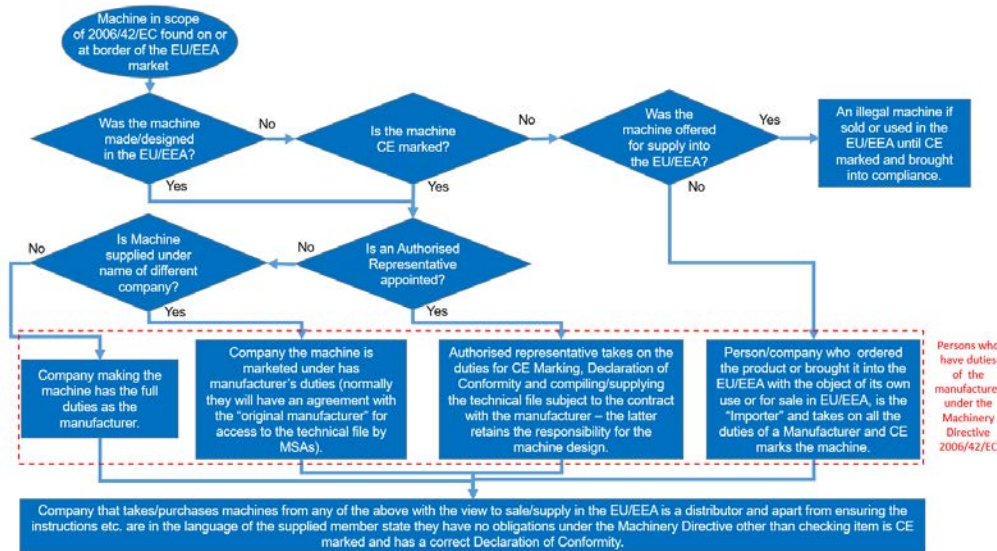 Machine in scope
of 2006/42/EC found on or
at border of the EU/EEA
market
Was the machine
made/designed
in the EU/EEA?
No
Is the machine
CE marked?
No
Was the
machine offered
for supply into
the EU/EEA?
Yes
An illegal machine if
sold or used in the
EU/EEA until CE
marked and brought
into compliance.
Yes
Yes
No
No
Is Machine
supplied under
name of different
company?
No
Is an Authorised
Representative
appointed?
Yes
Yes
Company making the
machine has the full
duties as the
manufacturer.
Company the machine is
marketed under has
manufacturer's duties (normally
they will have an agreement with
the "original manufacturer" for
access to the technical file by
MSAs).
Authorised representative takes on the
duties for CE Marking, Declaration of
Conformity and compiling/supplying
the technical file subject to the contract
with the manufacturer – the latter
retains the responsibility for the
machine design.
Person/company who ordered
the product or brought it into the
EU/EEA with the object of its own
use or for sale in EU/EEA, is the
"Importer" and takes on all the
duties of a Manufacturer and CE
marks the machine.
Persons who
have duties
of the
manufacturer
under the
Machinery
Directive
2006/42/EC
Company that takes/purchases machines from any of the above with the view to sale/supply in the EU/EEA is a distributor and apart from ensuring the
instructions etc. are in the language of the supplied member state they have no obligations under the Machinery Directive other than checking item is CE
marked and has a correct Declaration of Conformity.